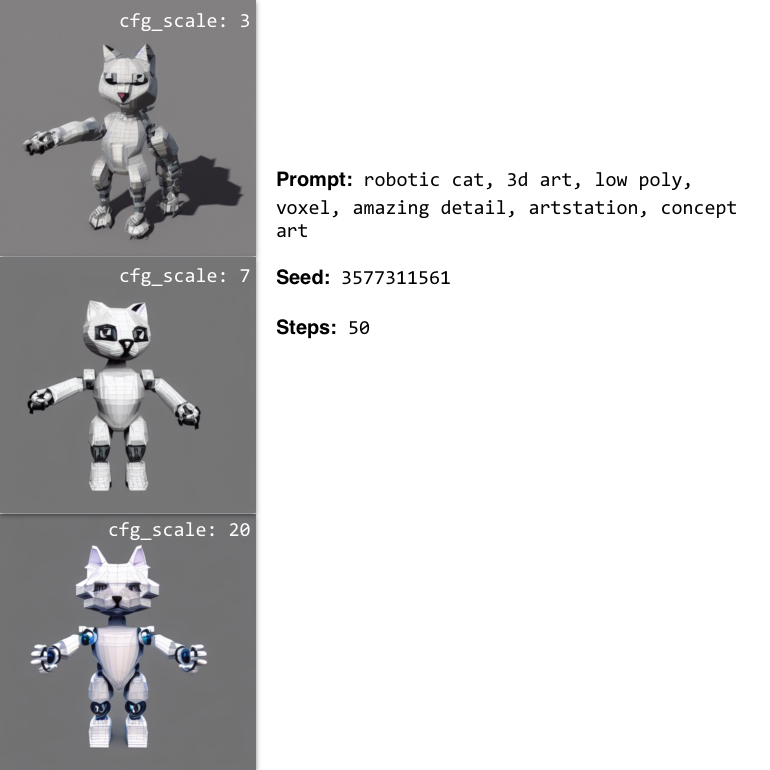 cfg_scale: 3
Prompt: robotic cat, 3d art, low poly,
voxel, amazing detail, artstation, concept
art
cfg_scale: 7
Seed: 3577311561
Steps: 50
cfg_scale: 20